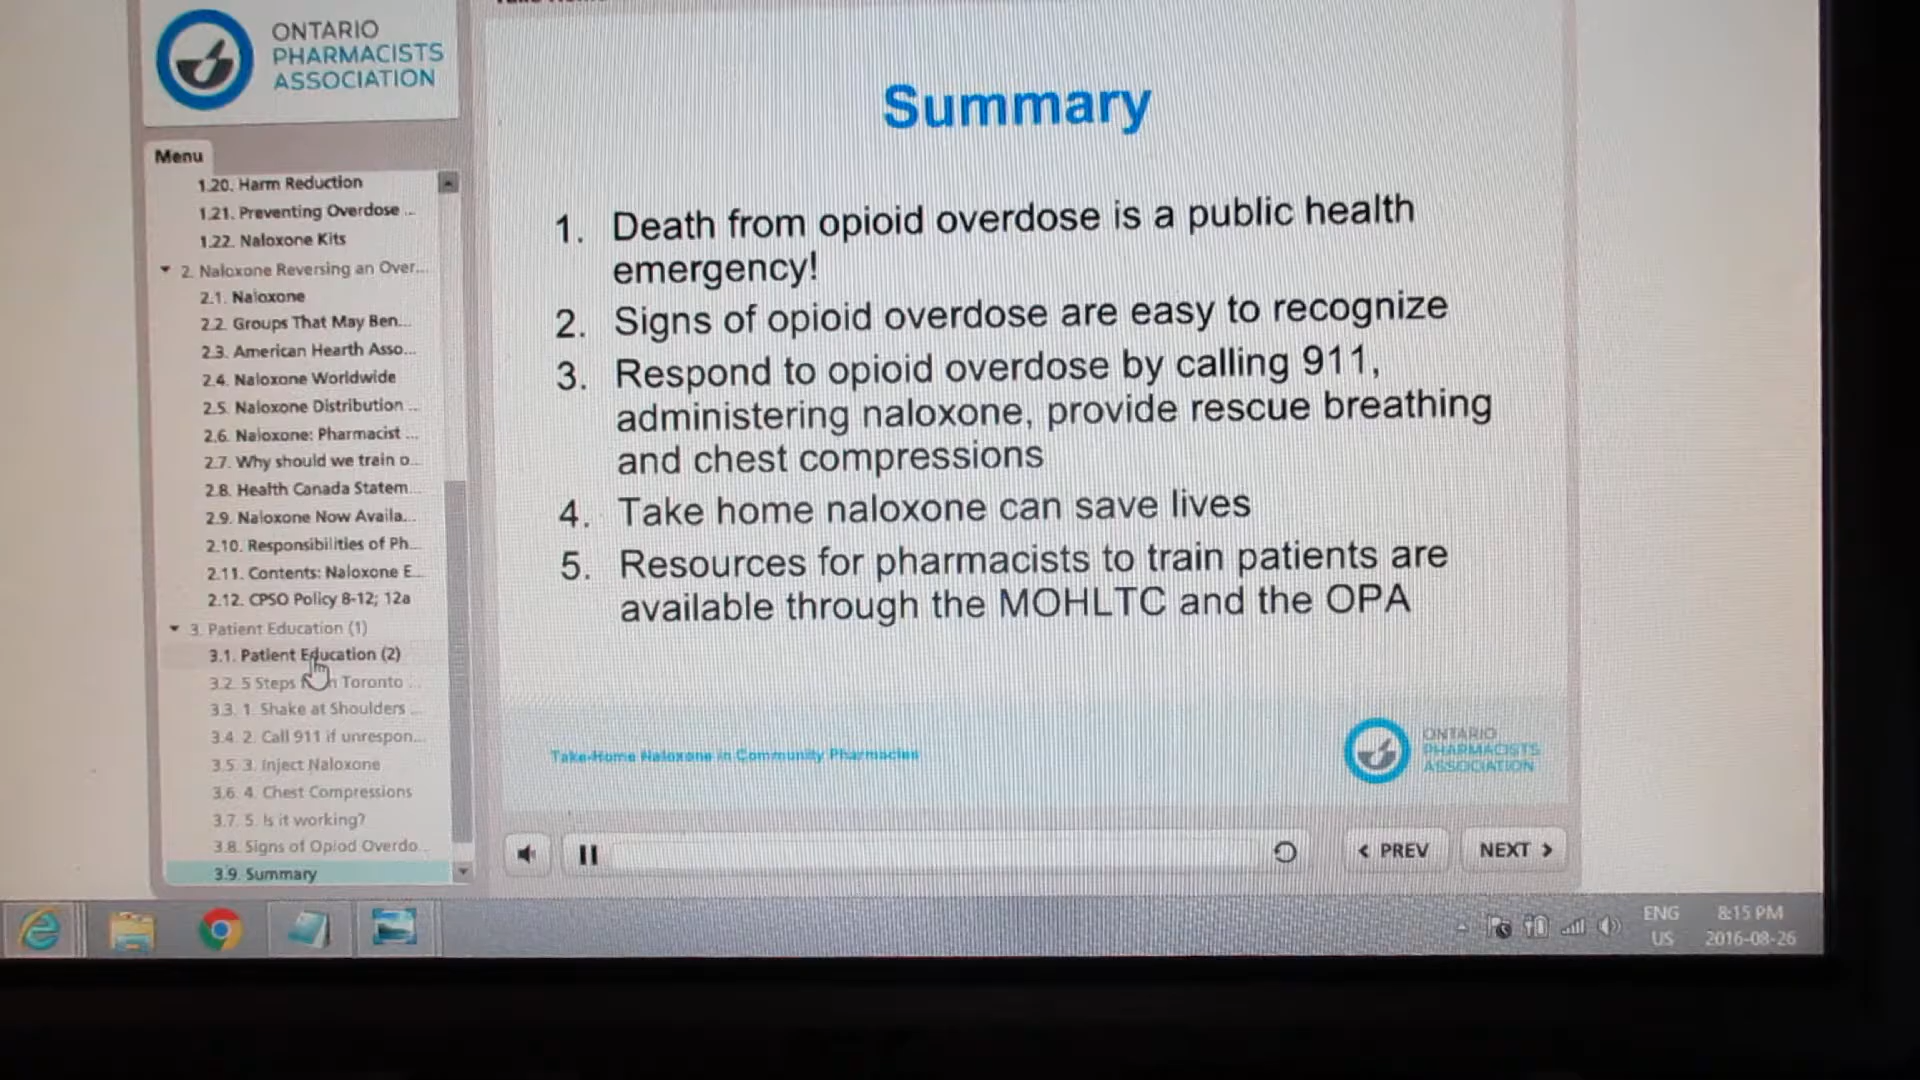 ONTARIO
PHARMACISTS
ASSOCIATION
Menu
1.20. Harm Reduction
1.21. Preventing Overdose ...
1.22. Naloxone Kits
2. Naloxone Reversing an Over...
2.1. Naloxone
2.2. Groups That May Ben...
2.3. American Hearth Asso...
2.4. Naloxone Worldwide
2.5. Naloxone Distribution ...
2.6. Naloxone: Pharmacist ...
2.7. Why should we train o...
2.8. Health Canada Statem...
2.9. Naloxone Now Availa...
2.10. Responsibilities of Ph...
2.11. Contents: Naloxone E...
2.12. CPSO Policy 8-12; 12a
3. Patient Education (1)
3.1. Patient Education (2)
3.2. 5 Steps Toronto ...
3.3. 1. Shake at Shoulders ...
3.4. 2. Call 911 if unrespon...
3.5. 3. Inject Naloxone
3.6. 4. Chest Compressions
3.7. 5. Is it working?
3.8. Signs of Opiod Overdo...
3.9. Summary
Summary
1. Death from opioid overdose is a public health
emergency!
2. Signs of opioid overdose are easy to recognize
3. Respond to opioid overdose by calling 911,
administering naloxone, provide rescue breathing
and chest compressions
4. Take home naloxone can save lives
5. Resources for pharmacists to train patients are
available through the MOHLTC and the OPA
Take-Home Naloxone in Community Pharmacies
ONTARIO
PHARMACISTS
ASSOCIATION
< PREV
NEXT >
ENG
US
8:15 PM
2016-08-26